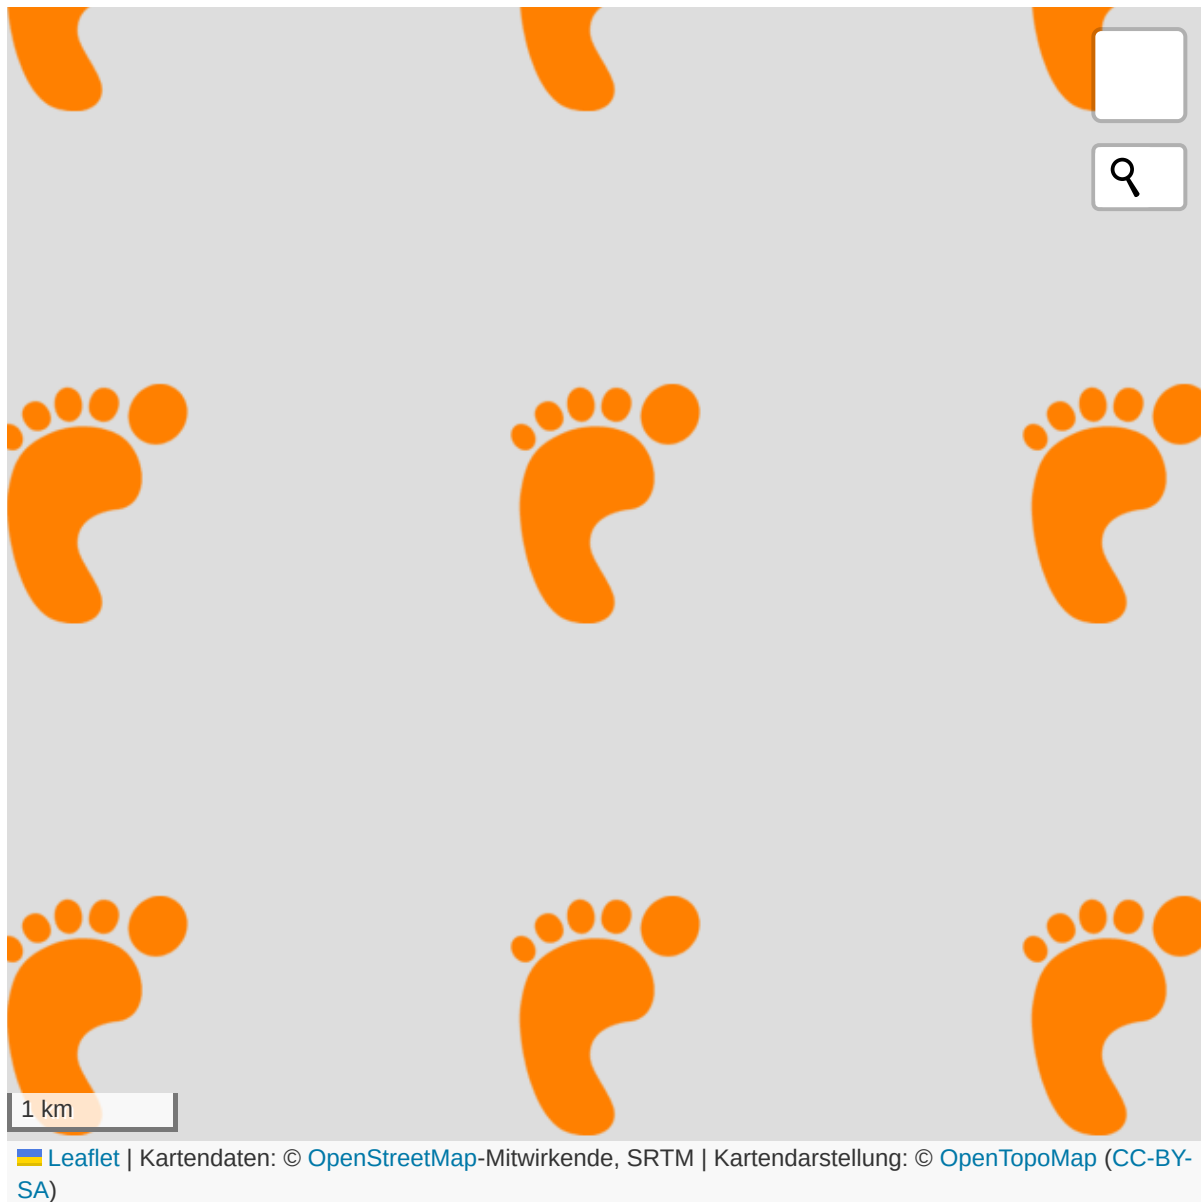 1 km
Leaflet | Kartendaten: © OpenStreetMap-Mitwirkende, SRTM | Kartendarstellung: © OpenTopoMap (CC-BY-
SA)